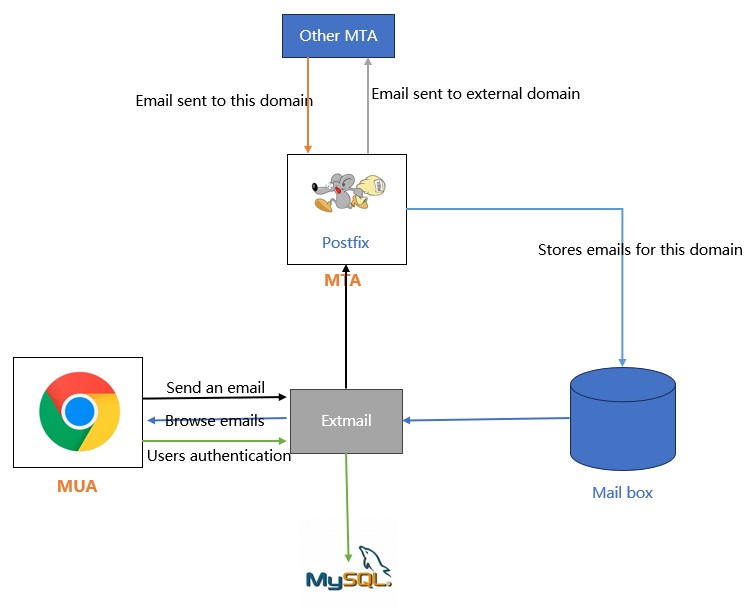 Other MTA
Email sent to this domain
Email sent to external domain
Postfix
MTA
Stores emails for this domain
Send an email
Browse emails
Users authentication
MUA
Extmail
Mail box
MySQL